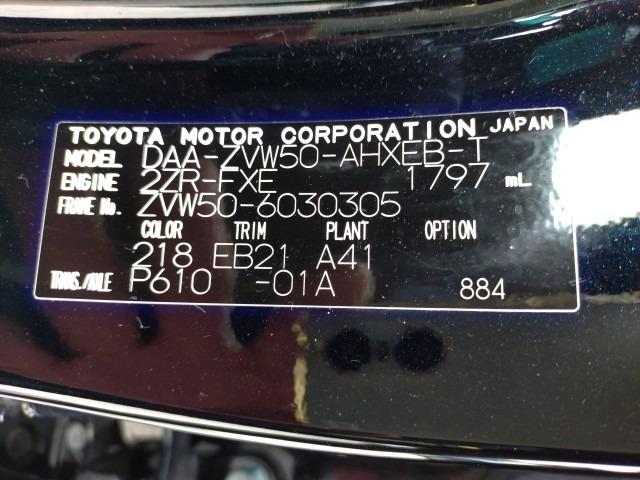 TOYOTA MOTOR CORPORATION JAPAN
MODEL DAA-ZVW50-AHXEB-T
ENGINE 2ZR-FXE 1797 mL
FRAME No. ZVW50-6030305
COLOR TRIM PLANT OPTION
218 EB21 A41
TRANS./AXLE P610 -01A 884